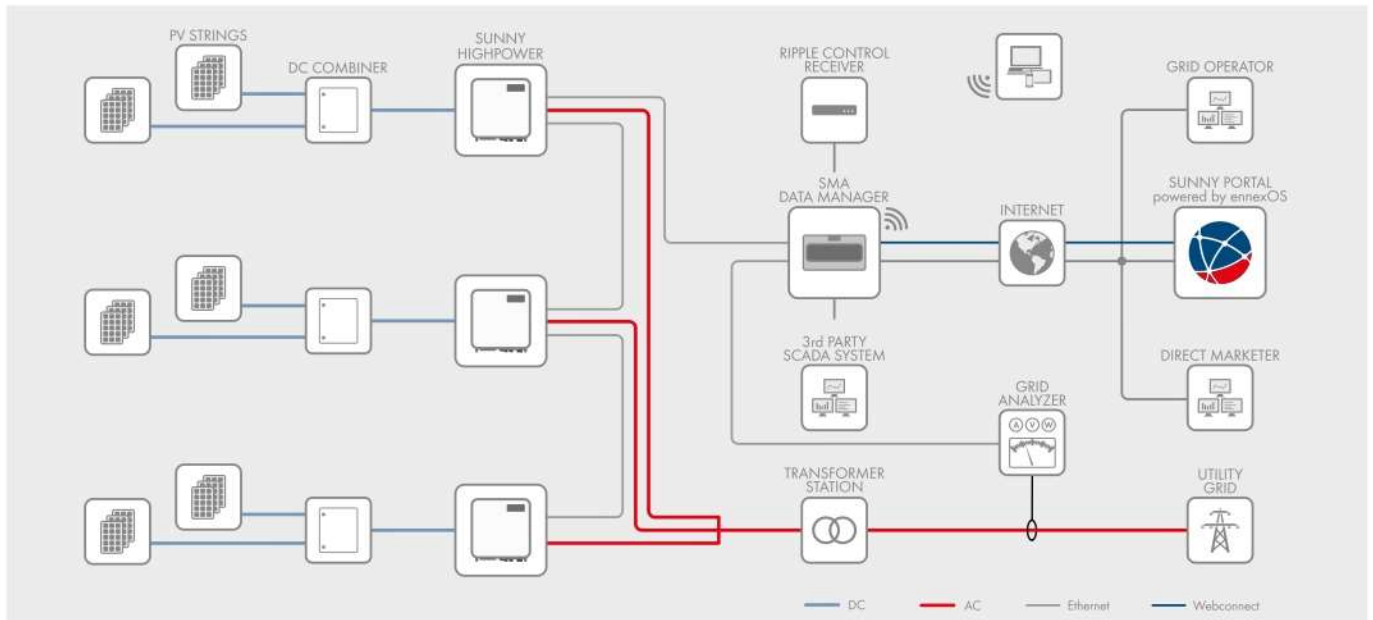 PV STRINGS
DC COMBINER
SUNNY
HIGHPOWER
RIPPLE CONTROL
RECEIVER
GRID OPERATOR
SMA
DATA MANAGER
INTERNET
SUNNY PORTAL
powered by ennexOS
3rd PARTY
SCADA SYSTEM
GRID
ANALYZER
A V W
DIRECT MARKETER
TRANSFORMER
STATION
UTILITY
GRID
DC
AC
Ethernet
Webconnect